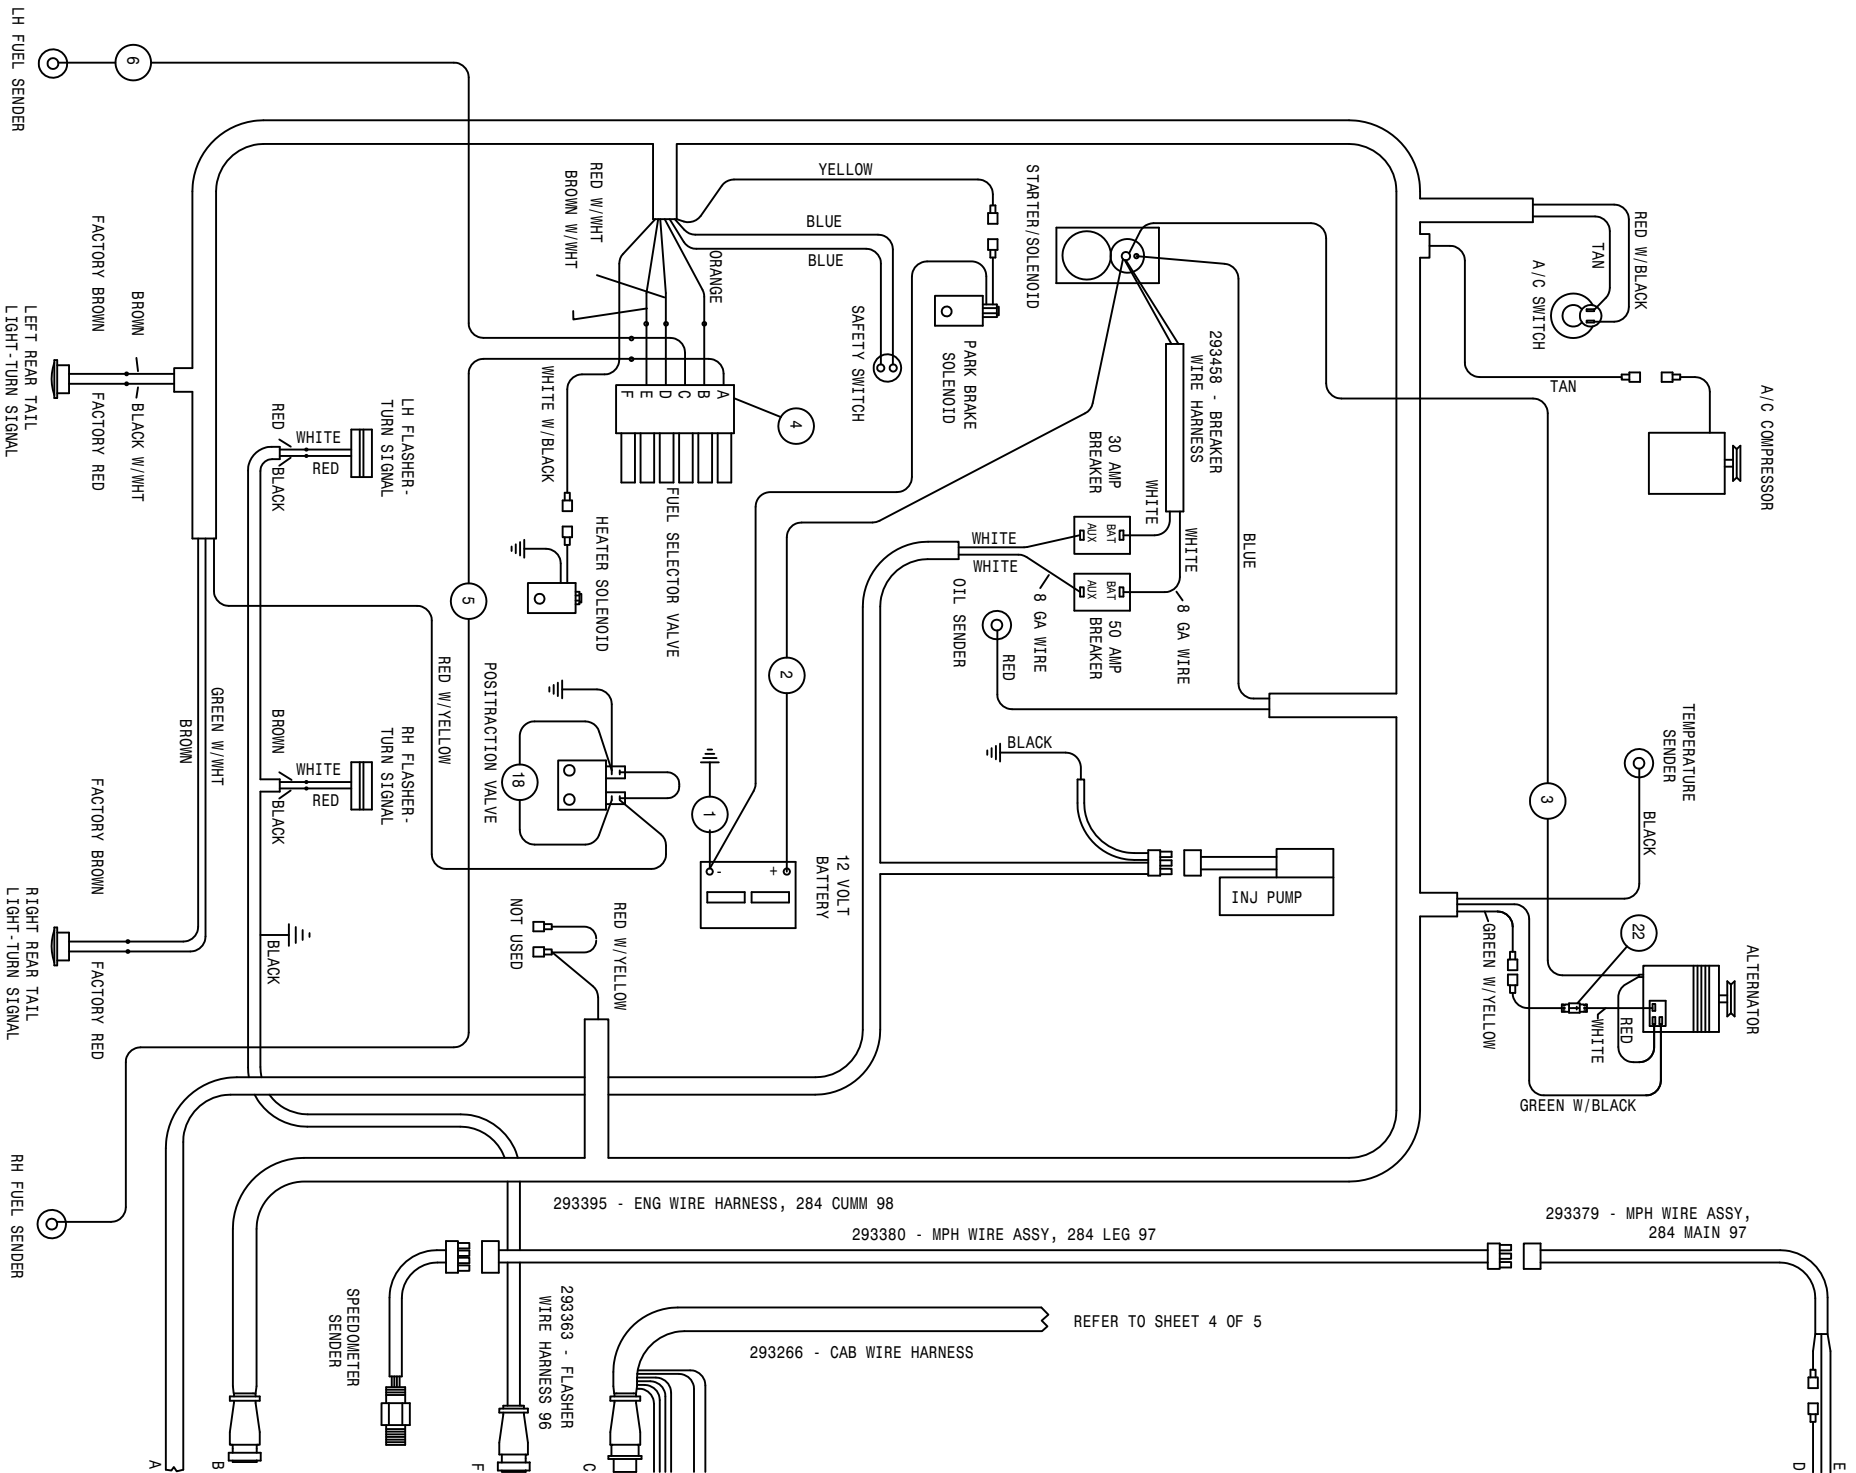 LH FUEL SENDER
6
YELLOW
BLUE
BLUE
RED W/WHT
BROWN W/WHT
ORANGE
STARTER/SOLENOID
RED W/BLACK
TAN
A/C SWITCH
TAN
A/C COMPRESSOR
SAFETY SWITCH
PARK BRAKE
SOLENOID
293458 - BREAKER
WIRE HARNESS
FACTORY BROWN
BROWN
BLACK W/WHT
FACTORY RED
LEFT REAR TAIL
LIGHT-TURN SIGNAL
RED
WHITE
RED
BLACK
LH FLASHER-
TURN SIGNAL
WHITE W/BLACK
A
B
C
D
E
F
4
FUEL SELECTOR VALVE
30 AMP
BREAKER
WHITE
WHITE
BAT
AUX
BAT
AUX
WHITE
WHITE
8 GA WIRE
8 GA WIRE
50 AMP
BREAKER
BLUE
HEATER SOLENOID
5
OIL SENDER
RED
2
RED W/YELLOW
POSITRACTION VALVE
18
1
GREEN W/WHT
BROWN
BROWN
WHITE
RED
BLACK
RH FLASHER-
TURN SIGNAL
BLACK
TEMPERATURE
SENDER
3
BLACK
- +
12 VOLT
BATTERY
INJ PUMP
NOT USED
RED W/YELLOW
22
GREEN W/YELLOW
WHITE
RED
ALTERNATOR
GREEN W/BLACK
FACTORY BROWN
FACTORY RED
RIGHT REAR TAIL
LIGHT-TURN SIGNAL
BLACK
RH FUEL SENDER
293395 - ENG WIRE HARNESS, 284 CUMM 98
293380 - MPH WIRE ASSY, 284 LEG 97
293379 - MPH WIRE ASSY,
284 MAIN 97
SPEEDOMETER
SENDER
293363 - FLASHER
WIRE HARNESS 96
REFER TO SHEET 4 OF 5
293266 - CAB WIRE HARNESS
A
B
F
C
D
E